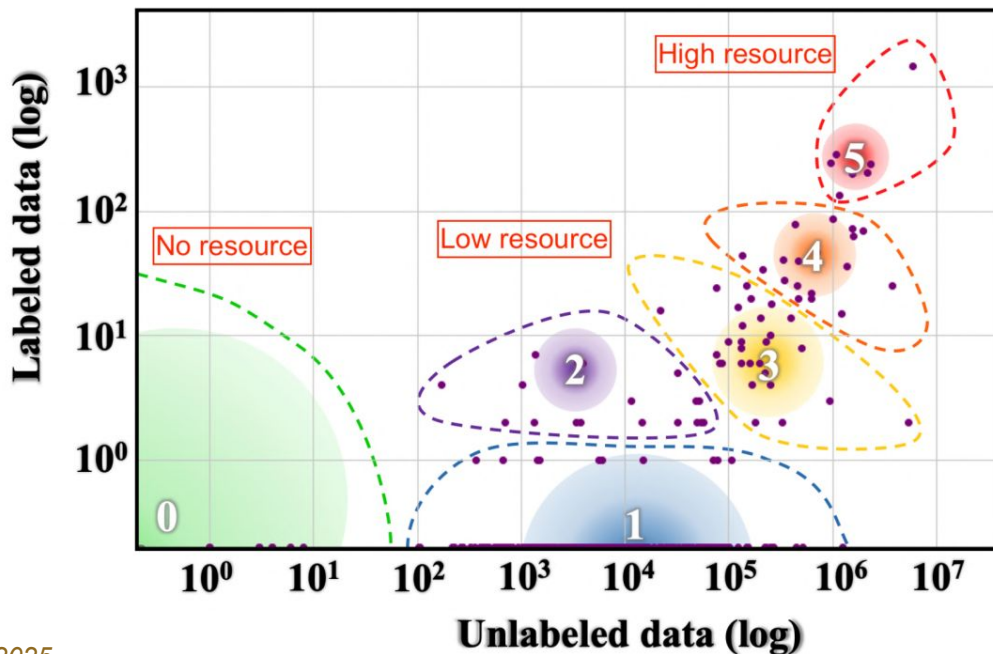 High resource
10³
5
10²
No resource
Low resource
4
10¹
3
2
10⁰
0
1
10⁰ 10¹ 10² 10³ 10⁴ 10⁵ 10⁶ 10⁷
Labeled data (log)
Unlabeled data (log)